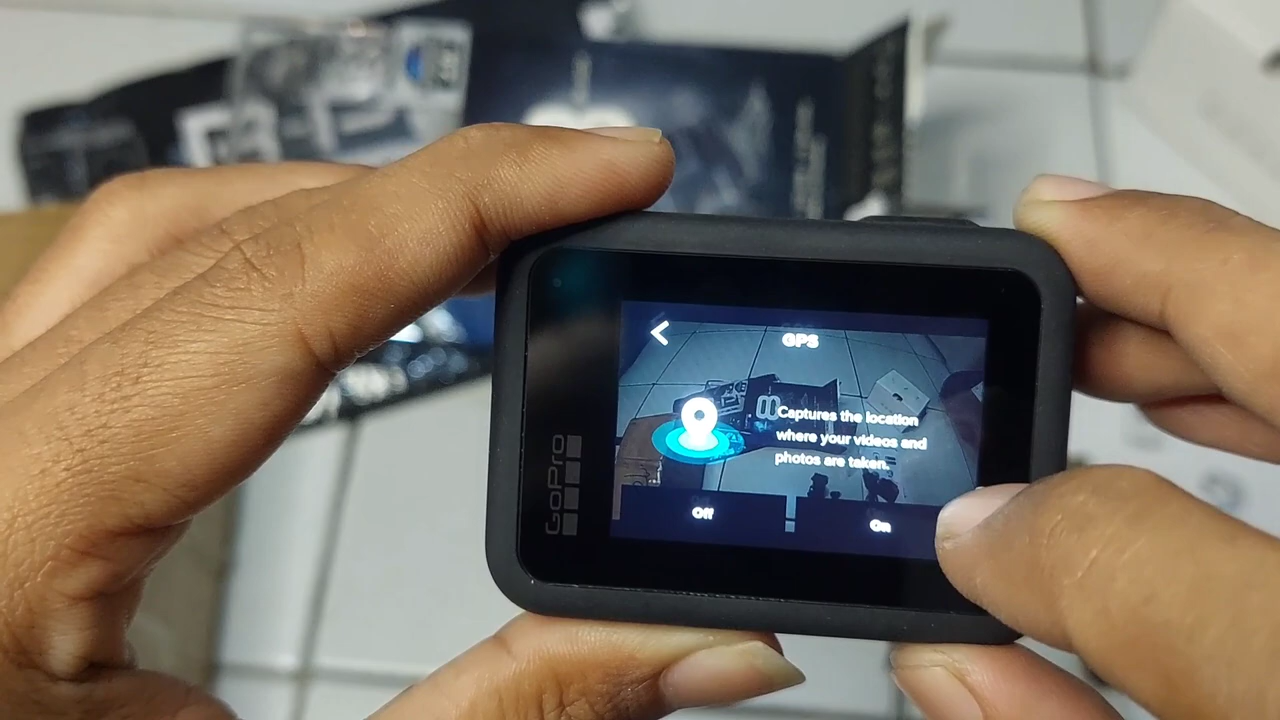 GPS
Captures the location
where your videos and
photos are taken.
Off
On
GoPro